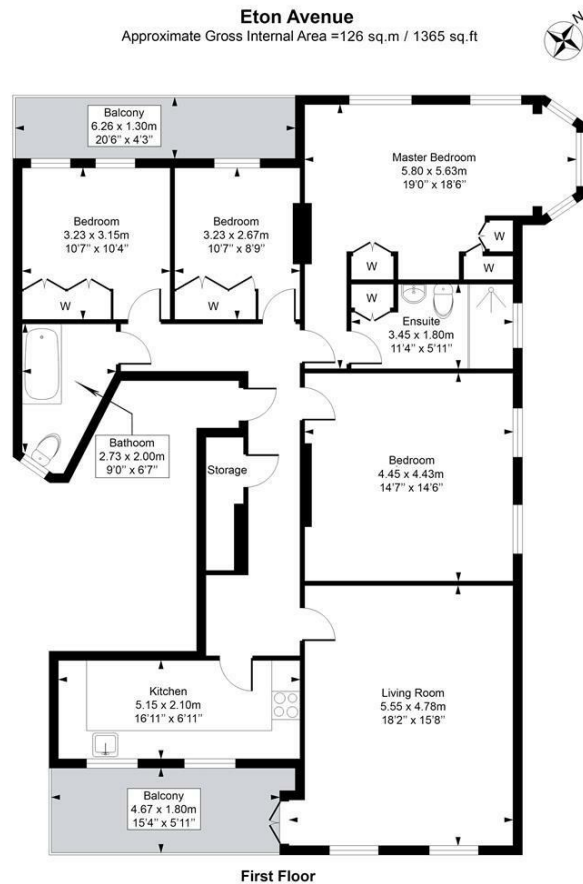 Eton Avenue
Approximate Gross Internal Area =126 sq.m / 1365 sq.ft
N
Balcony
6.26 x 1.30m
20'6" x 4'3"
Master Bedroom
5.80 x 5.63m
19'0" x 18'6"
Bedroom
3.23 x 3.15m
10'7" x 10'4"
Bedroom
3.23 x 2.67m
10'7" x 8'9"
W
W
W
W
W
W
Ensuite
3.45 x 1.80m
11'4" x 5'11"
Bathoom
2.73 x 2.00m
9'0" x 6'7"
Storage
Bedroom
4.45 x 4.43m
14'7" x 14'6"
Kitchen
5.15 x 2.10m
16'11" x 6'11"
Living Room
5.55 x 4.78m
18'2" x 15'8"
Balcony
4.67 x 1.80m
15'4" x 5'11"
First Floor